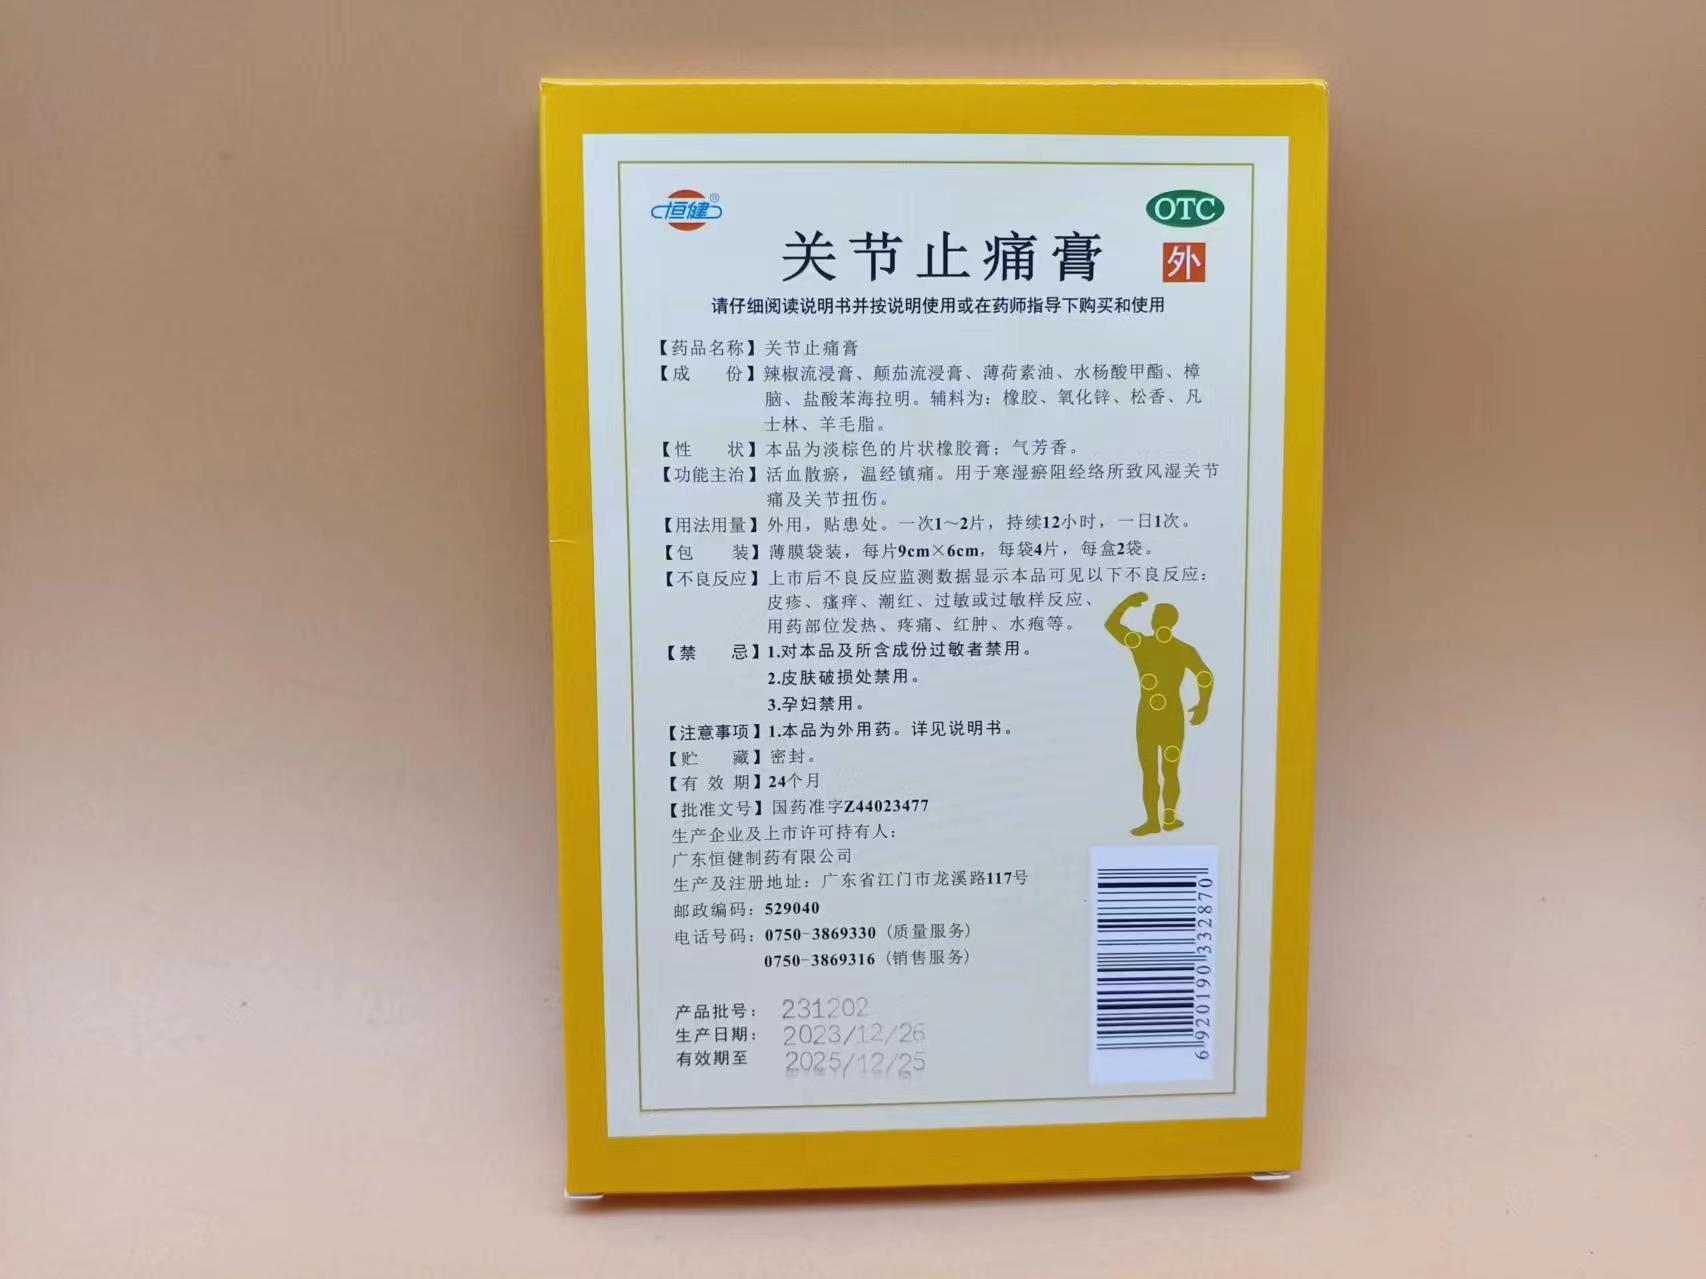 恒健®
OTC
关节止痛膏
外
请仔细阅读说明书并按说明使用或在药师指导下购买和使用
【药品名称】关节止痛膏
【成 份】辣椒流浸膏、颠茄流浸膏、薄荷素油、水杨酸甲酯、樟
脑、盐酸苯海拉明。辅料为：橡胶、氧化锌、松香、凡
士林、羊毛脂。
【性 状】本品为淡棕色的片状橡胶膏；气芳香。
【功能主治】活血散瘀，温经镇痛。用于寒湿瘀阻经络所致风湿关节
痛及关节扭伤。
【用法用量】外用，贴患处。一次1～2片，持续12小时，一日1次。
【包 装】薄膜袋装，每片9cm×6cm，每袋4片，每盒2袋。
【不良反应】上市后不良反应监测数据显示本品可见以下不良反应：
皮疹、瘙痒、潮红、过敏或过敏样反应、
用药部位发热、疼痛、红肿、水疱等。
【禁 忌】1.对本品及所含成份过敏者禁用。
2.皮肤破损处禁用。
3.孕妇禁用。
【注意事项】1.本品为外用药。详见说明书。
【贮 藏】密封。
【有 效 期】24个月
【批准文号】国药准字Z44023477
生产企业及上市许可持有人：
广东恒健制药有限公司
生产及注册地址：广东省江门市龙溪路117号
邮政编码：529040
电话号码：0750-3869330（质量服务）
0750-3869316（销售服务）
产品批号：231202
生产日期：2023/12/26
有效期至 2025/12/25
6920190332870